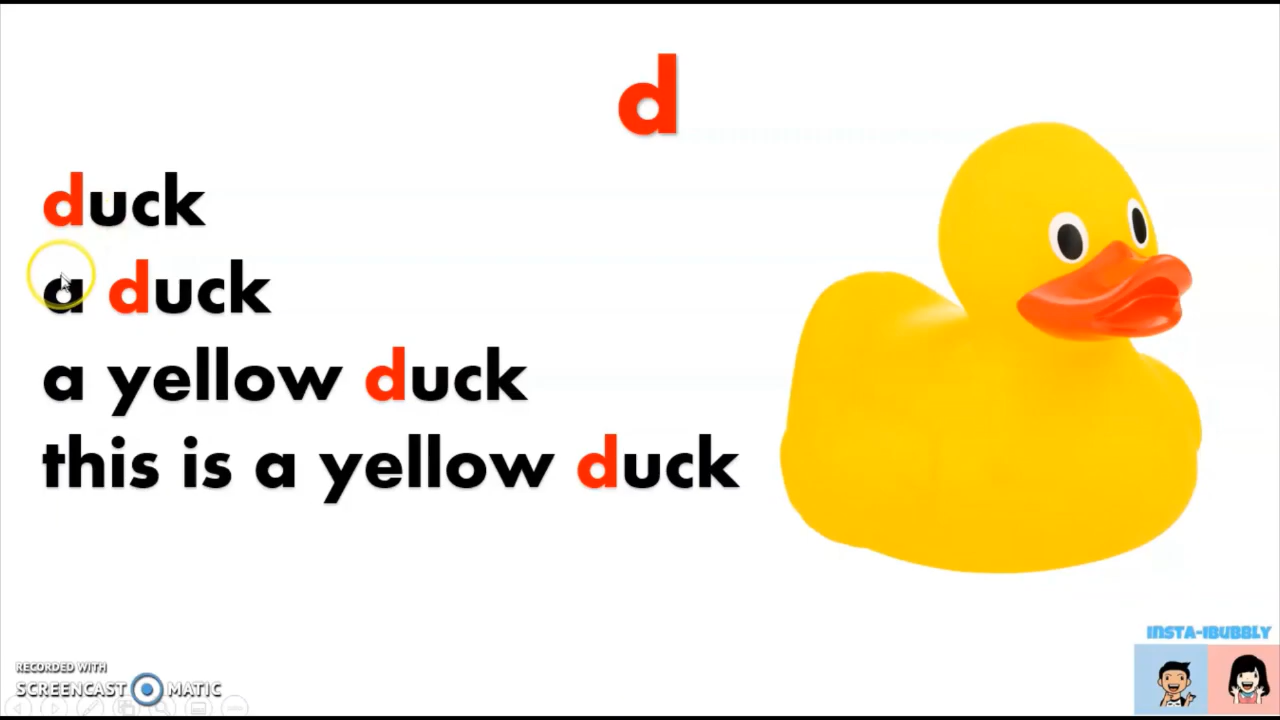 d
duck
a duck
a yellow duck
this is a yellow duck
INSTA-IBUBBLY
RECORDED WITH
SCREENCAST MATIC